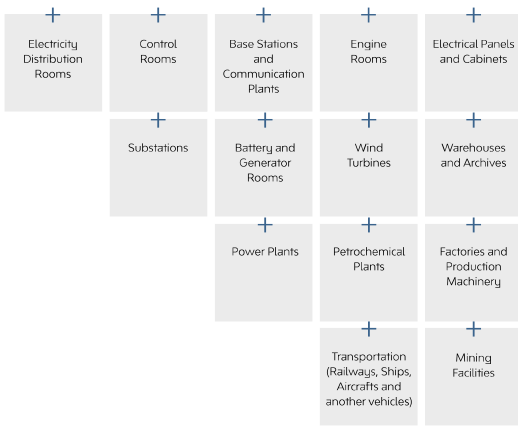 Electricity
Distribution
Rooms
Control
Rooms
Base Stations
and
Communication
Plants
Engine
Rooms
Electrical Panels
and Cabinets
Substations
Battery and
Generator
Rooms
Wind
Turbines
Warehouses
and Archives
Power Plants
Petrochemical
Plants
Factories and
Production
Machinery
Transportation
(Railways, Ships,
Aircrafts and
another vehicles)
Mining
Facilities